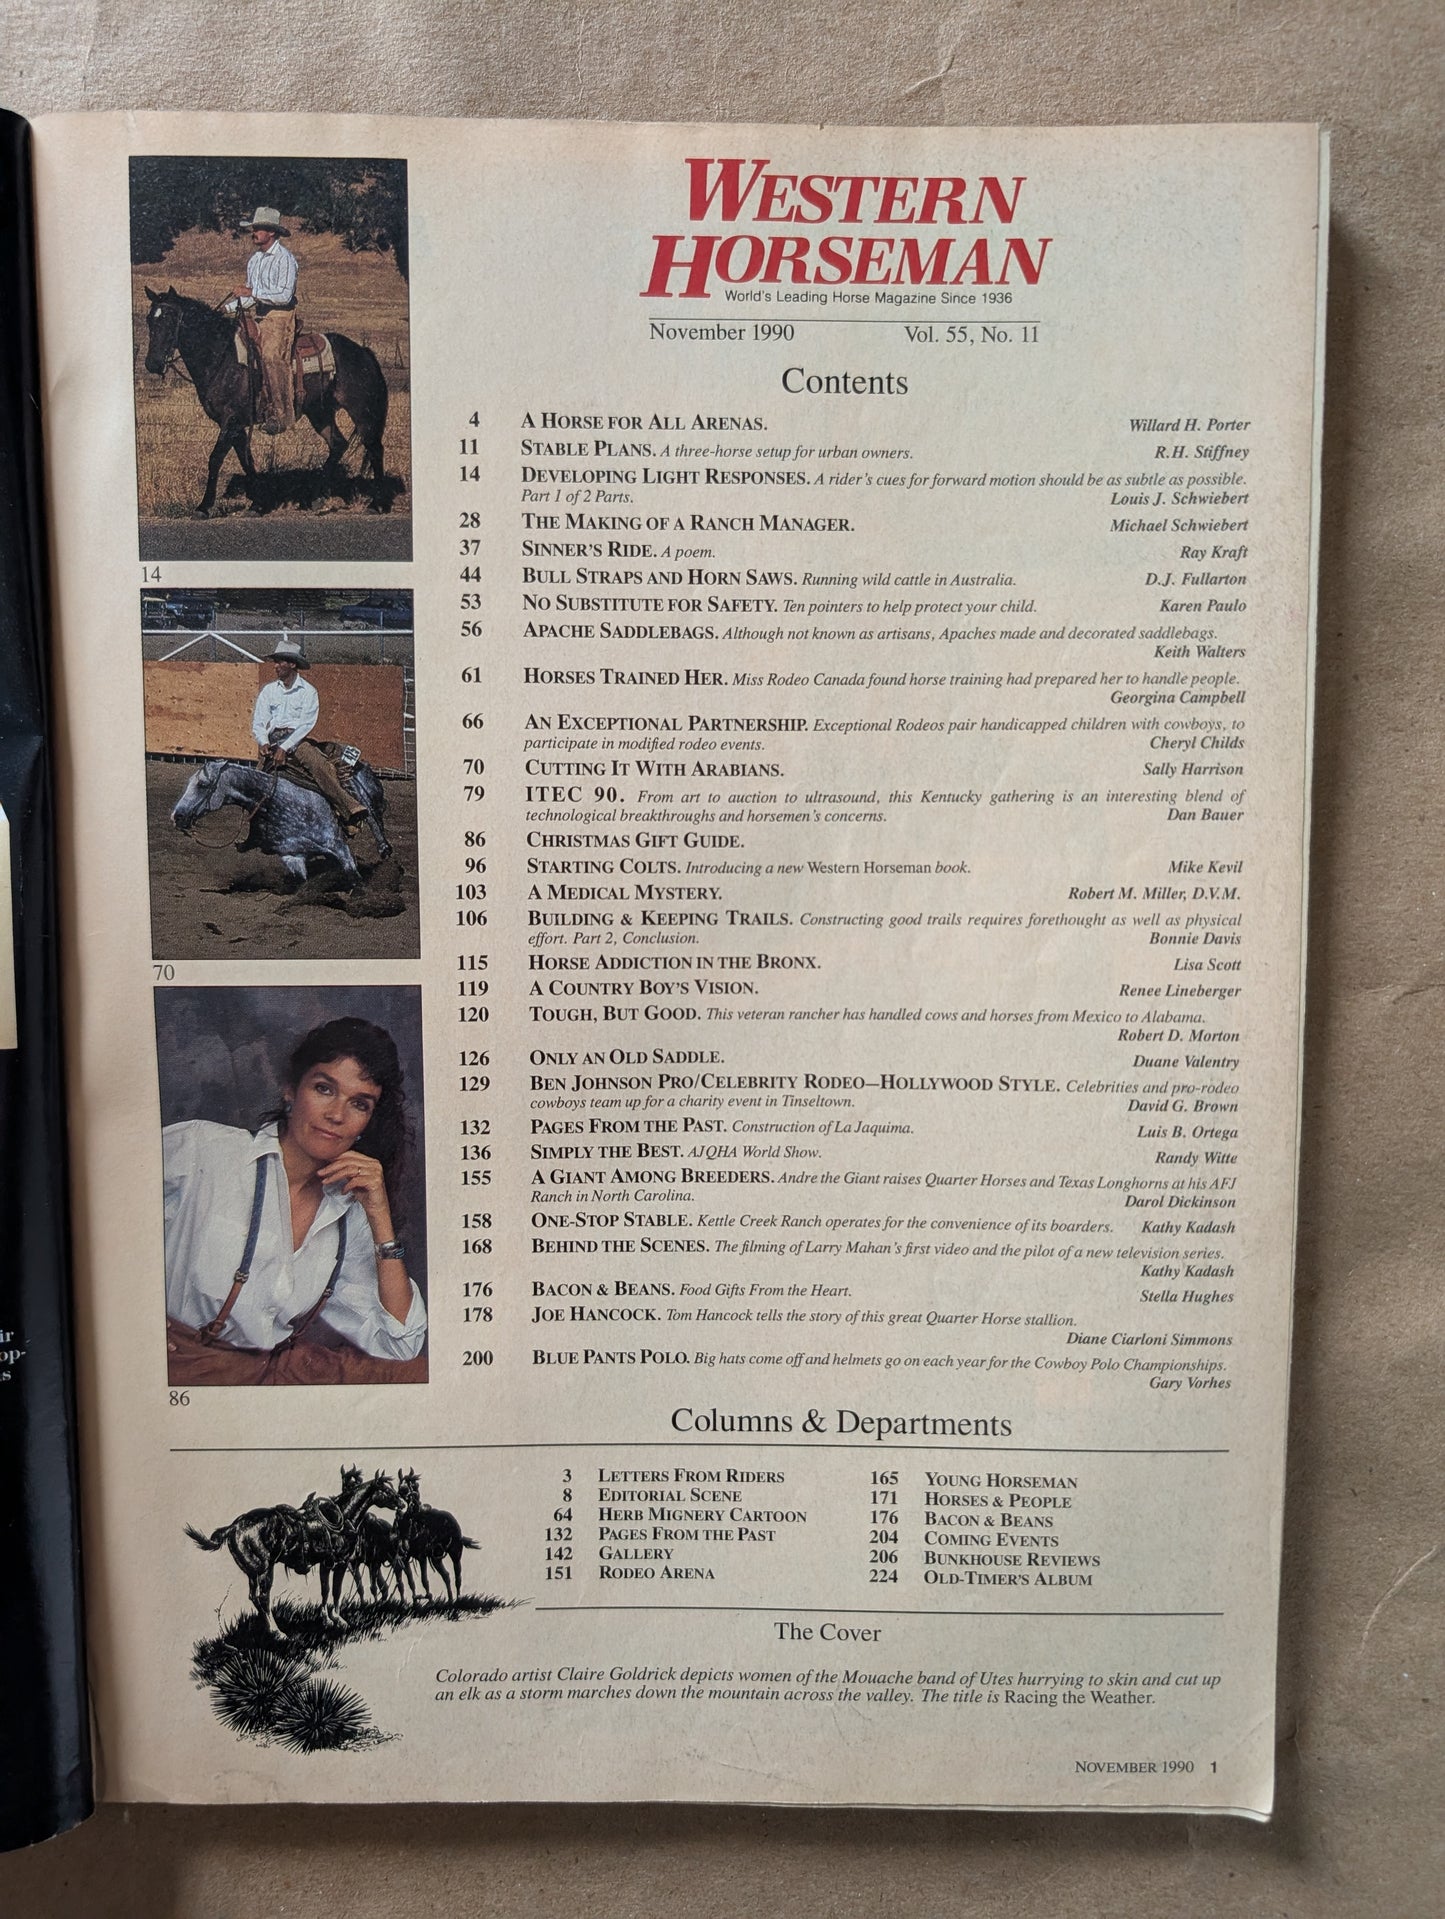 WESTERN
HORSEMAN
World's Leading Horse Magazine Since 1936
November 1990 Vol. 55, No. 11
Contents
4 A HORSE FOR ALL ARENAS. Willard H. Porter
11 STABLE PLANS. A three-horse setup for urban owners. R.H. Stiffney
14 DEVELOPING LIGHT RESPONSES. A rider's cues for forward motion should be as subtle as possible.
Part 1 of 2 Parts. Louis J. Schwiebert
28 THE MAKING OF A RANCH MANAGER. Michael Schwiebert
37 SINNER'S RIDE. A poem. Ray Kraft
44 BULL STRAPS AND HORN SAWS. Running wild cattle in Australia. D.J. Fullarton
53 NO SUBSTITUTE FOR SAFETY. Ten pointers to help protect your child. Karen Paulo
56 APACHE SADDLEBAGS. Although not known as artisans, Apaches made and decorated saddlebags.
Keith Walters
61 HORSES TRAINED HER. Miss Rodeo Canada found horse training had prepared her to handle people.
Georgina Campbell
66 AN EXCEPTIONAL PARTNERSHIP. Exceptional Rodeos pair handicapped children with cowboys, to
participate in modified rodeo events. Cheryl Childs
70 CUTTING IT WITH ARABIANS. Sally Harrison
79 ITEC 90. From art to auction to ultrasound, this Kentucky gathering is an interesting blend of
technological breakthroughs and horsemen's concerns. Dan Bauer
86 CHRISTMAS GIFT GUIDE.
96 STARTING COLTS. Introducing a new Western Horseman book. Mike Kevil
103 A MEDICAL MYSTERY. Robert M. Miller, D.V.M.
106 BUILDING & KEEPING TRAILS. Constructing good trails requires forethought as well as physical
effort. Part 2, Conclusion. Bonnie Davis
115 HORSE ADDICTION IN THE BRONX. Lisa Scott
119 A COUNTRY BOY'S VISION. Renee Lineberger
120 TOUGH, BUT GOOD. This veteran rancher has handled cows and horses from Mexico to Alabama.
Robert D. Morton
126 ONLY AN OLD SADDLE. Duane Valentry
129 BEN JOHNSON PRO/CELEBRITY RODEO—HOLLYWOOD STYLE. Celebrities and pro-rodeo
cowboys team up for a charity event in Tinseltown. David G. Brown
132 PAGES FROM THE PAST. Construction of La Jaquima. Luis B. Ortega
136 SIMPLY THE BEST. AJQHA World Show. Randy Witte
155 A GIANT AMONG BREEDERS. Andre the Giant raises Quarter Horses and Texas Longhorns at his AFJ
Ranch in North Carolina. Darol Dickinson
158 ONE-STOP STABLE. Kettle Creek Ranch operates for the convenience of its boarders. Kathy Kadash
168 BEHIND THE SCENES. The filming of Larry Mahan's first video and the pilot of a new television series.
Kathy Kadash
176 BACON & BEANS. Food Gifts From the Heart. Stella Hughes
178 JOE HANCOCK. Tom Hancock tells the story of this great Quarter Horse stallion.
Diane Ciarloni Simmons
200 BLUE PANTS POLO. Big hats come off and helmets go on each year for the Cowboy Polo Championships.
Gary Vorhes
14
70
86
Columns & Departments
3 LETTERS FROM RIDERS
8 EDITORIAL SCENE
64 HERB MIGNERY CARTOON
132 PAGES FROM THE PAST
142 GALLERY
151 RODEO ARENA
165 YOUNG HORSEMAN
171 HORSES & PEOPLE
176 BACON & BEANS
204 COMING EVENTS
206 BUNKHOUSE REVIEWS
224 OLD-TIMER'S ALBUM
The Cover
Colorado artist Claire Goldrick depicts women of the Mouache band of Utes hurrying to skin and cut up
an elk as a storm marches down the mountain across the valley. The title is Racing the Weather.
NOVEMBER 1990 1